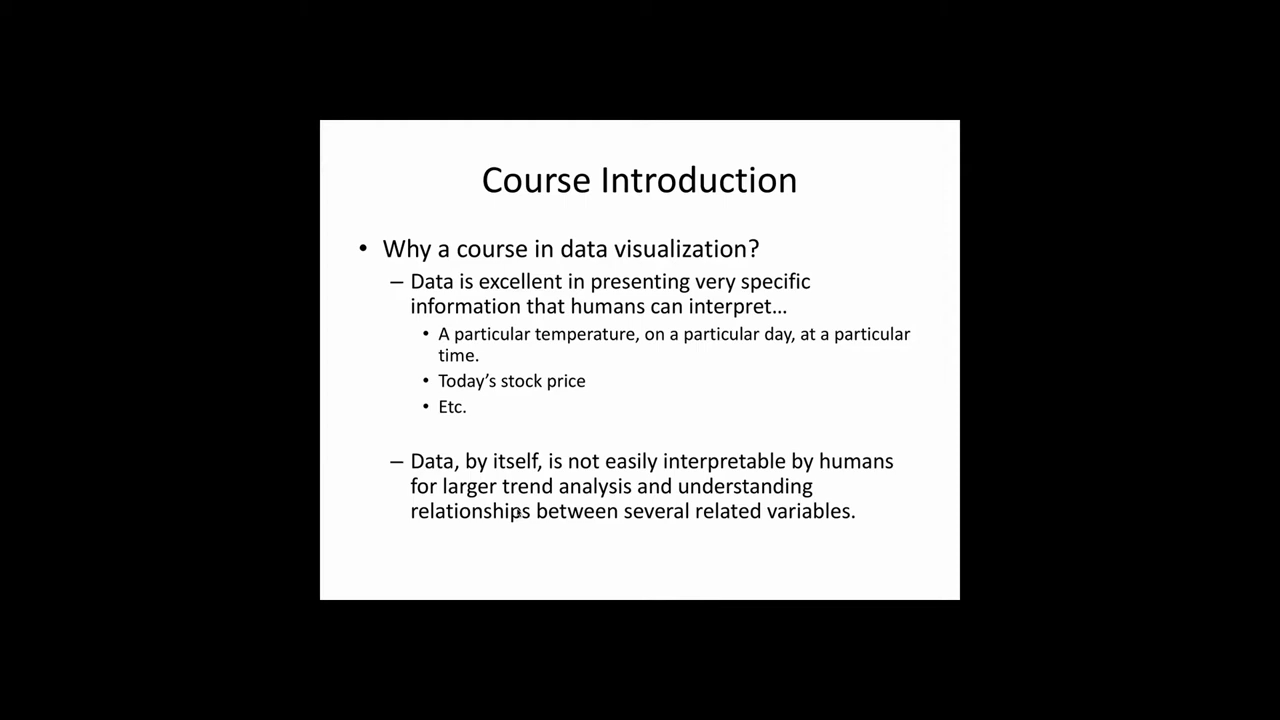 Course Introduction
• Why a course in data visualization?
– Data is excellent in presenting very specific
information that humans can interpret…
• A particular temperature, on a particular day, at a particular
time.
• Today’s stock price
• Etc.
– Data, by itself, is not easily interpretable by humans
for larger trend analysis and understanding
relationships between several related variables.